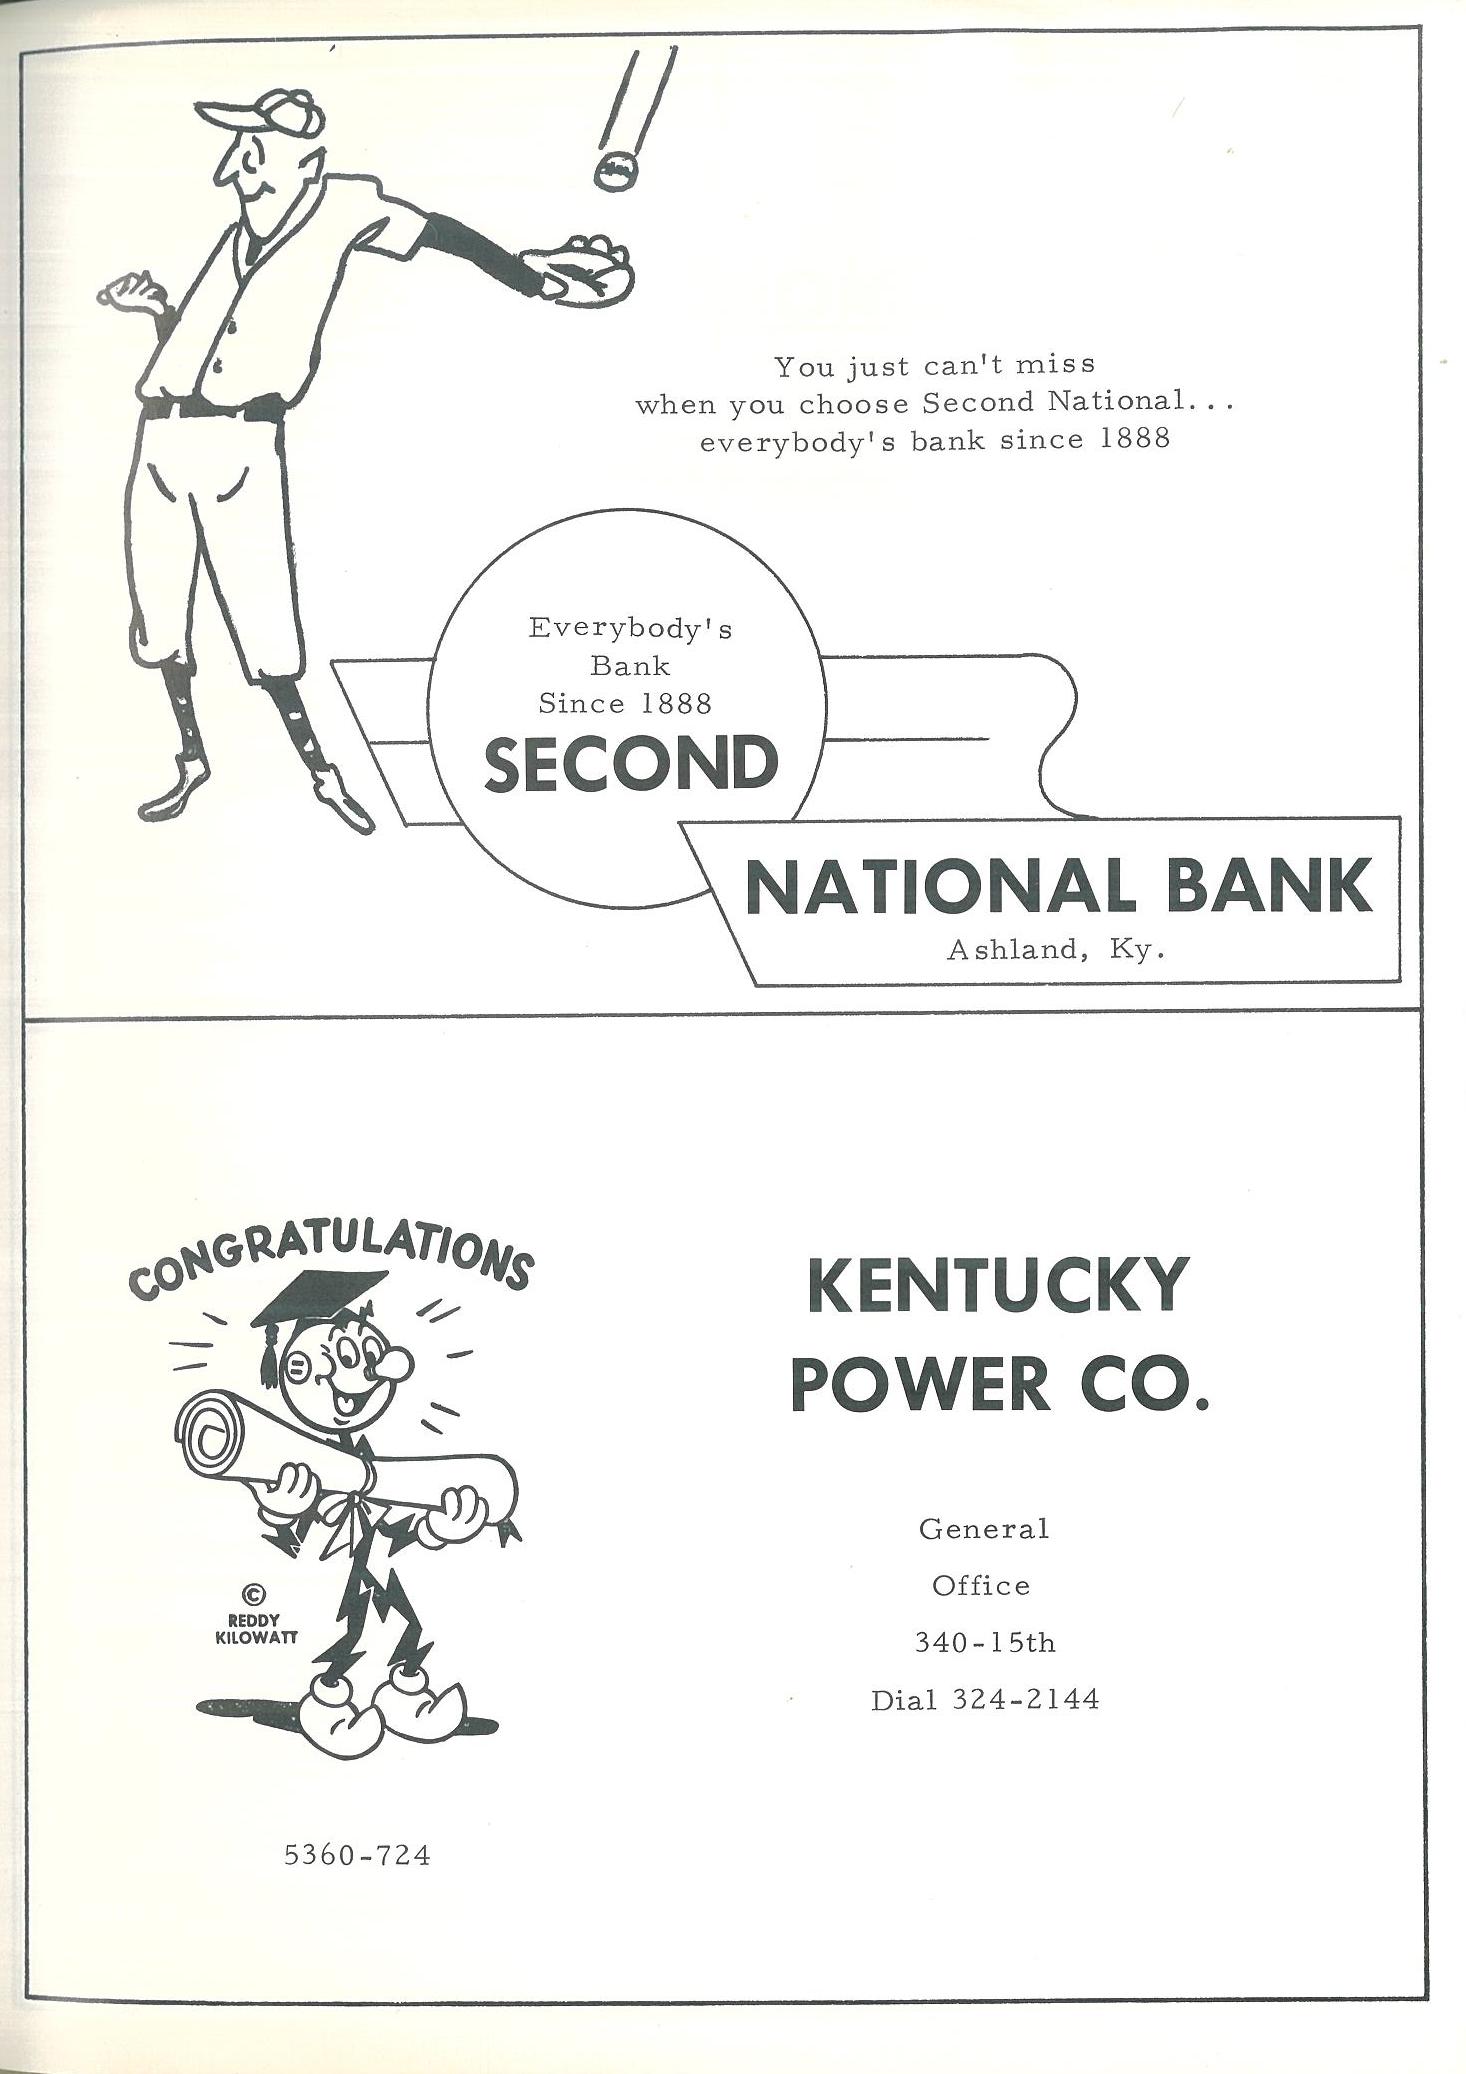 You just can't miss
when you choose Second National...
everybody's bank since 1888
Everybody's
Bank
Since 1888
SECOND
NATIONAL BANK
Ashland, Ky.
CONGRATULATIONS
©
REDDY
KILOWATT
5360-724
KENTUCKY
POWER CO.
General
Office
340-15th
Dial 324-2144